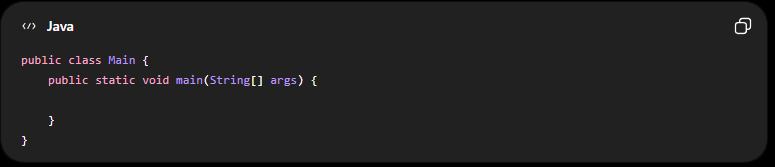 </> Java
public class Main {
    public static void main(String[] args) {

    }
}